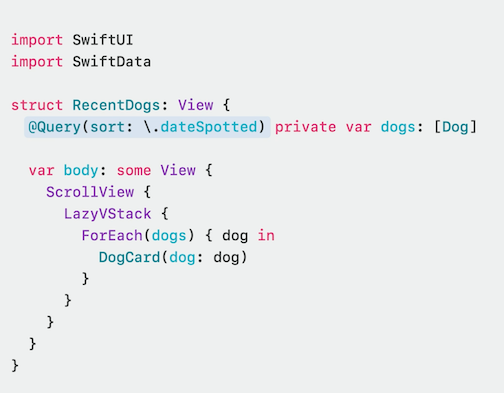 import SwiftUI
import SwiftData

struct RecentDogs: View {
  @Query(sort: \.dateSpotted) private var dogs: [Dog]

  var body: some View {
    ScrollView {
      LazyVStack {
        ForEach(dogs) { dog in
          DogCard(dog: dog)
        }
      }
    }
  }
}